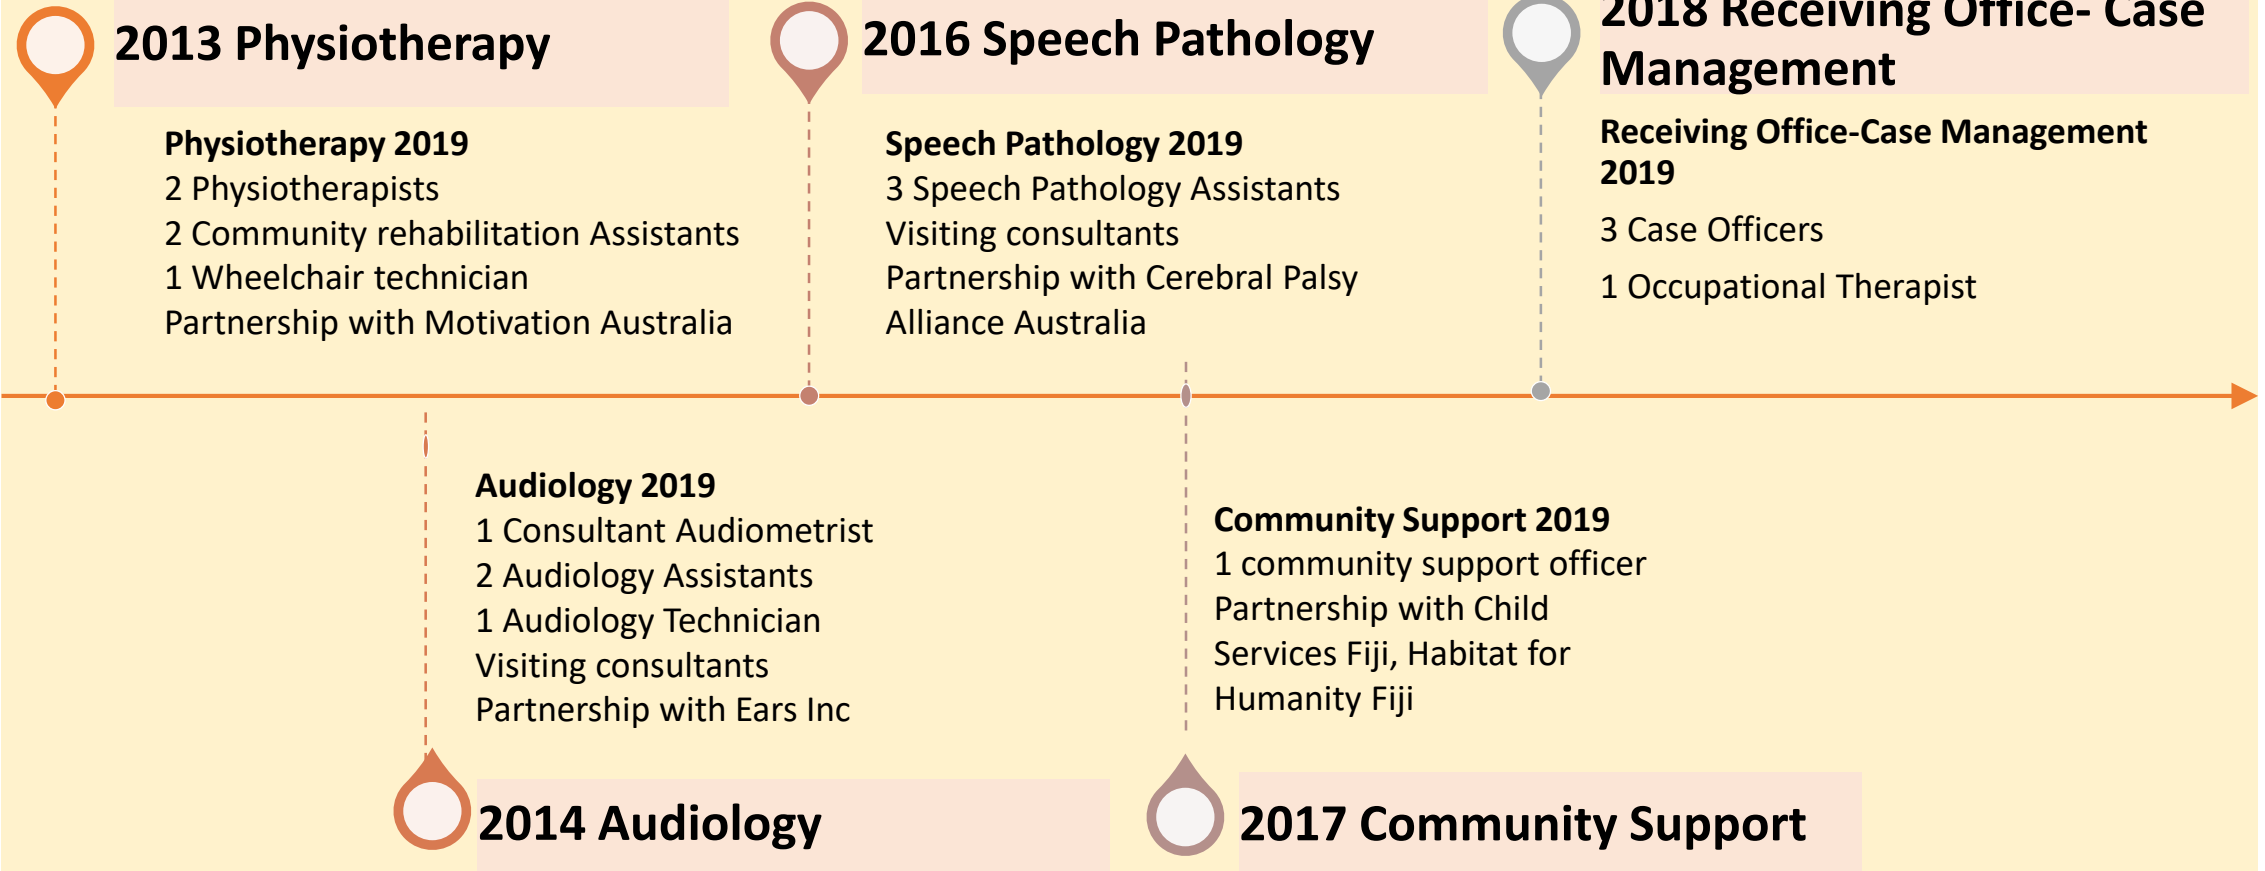 2013 Physiotherapy
Physiotherapy 2019
2 Physiotherapists
2 Community rehabilitation Assistants
1 Wheelchair technician
Partnership with Motivation Australia
2016 Speech Pathology
Speech Pathology 2019
3 Speech Pathology Assistants
Visiting consultants
Partnership with Cerebral Palsy
Alliance Australia
2018 Receiving Office- Case
Management
Receiving Office-Case Management
2019
3 Case Officers
1 Occupational Therapist
Audiology 2019
1 Consultant Audiometrist
2 Audiology Assistants
1 Audiology Technician
Visiting consultants
Partnership with Ears Inc
2014 Audiology
Community Support 2019
1 community support officer
Partnership with Child
Services Fiji, Habitat for
Humanity Fiji
2017 Community Support